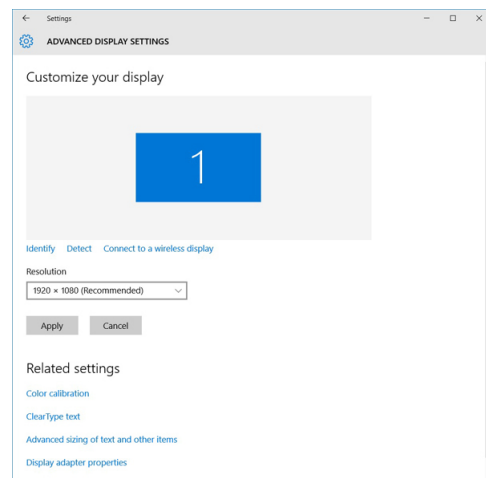 Settings
ADVANCED DISPLAY SETTINGS
Customize your display
1
Identify Detect Connect to a wireless display
Resolution
1920 × 1080 (Recommended)
Apply Cancel
Related settings
Color calibration
ClearType text
Advanced sizing of text and other items
Display adapter properties